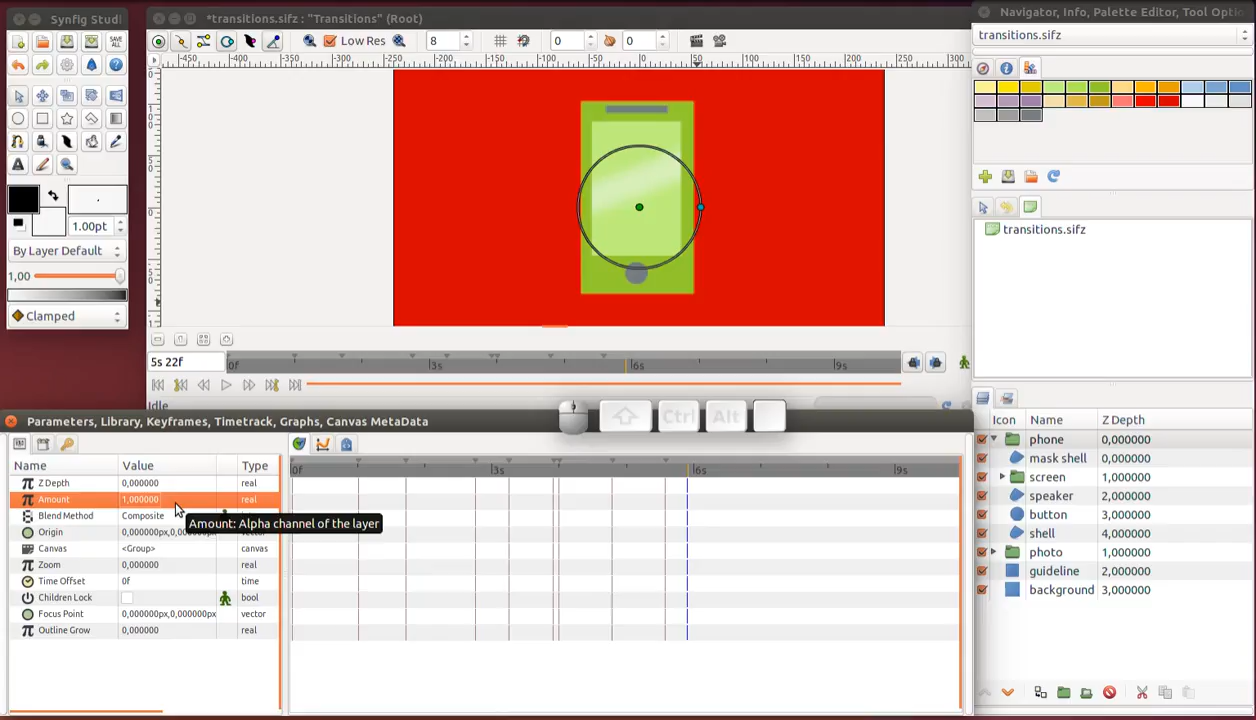 Synfig Studi
*transitions.sifz : "Transitions" (Root)
Navigator, Info, Palette Editor, Tool Optio
transitions.sifz
SAVE ALL
Low Res
8
0
0
-450 -400 -350 -300 -250 -200 -150 -100 -50 0 50 100 150 200 250 300
1.00pt
By Layer Default
1,00
Clamped
transitions.sifz
5s 22f
0f 3s 6s 9s
Idle
Ctrl
Alt
Parameters, Library, Keyframes, Timetrack, Graphs, Canvas MetaData
Icon Name Z Depth
phone 0,000000
mask shell 1,000000
screen 1,000000
speaker 2,000000
button 3,000000
shell 4,000000
photo 1,000000
guideline 2,000000
background 3,000000
Name Value Type
0f 3s 6s 9s
Z Depth 0,000000 real
Amount 1,000000 real
Blend Method Composite
Amount: Alpha channel of the layer
Origin 0,000000px,0,000000px vector
Canvas <Group> canvas
Zoom 0,000000 real
Time Offset 0f time
Children Lock bool
Focus Point 0,000000px,0,000000px vector
Outline Grow 0,000000 real